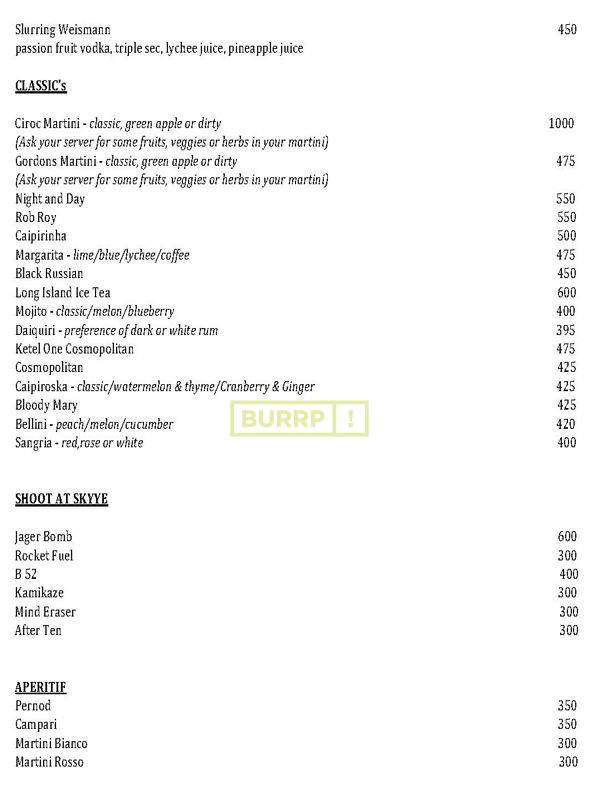 Slurring Weismann 450
passion fruit vodka, triple sec, lychee juice, pineapple juice
CLASSIC's
Ciroc Martini - classic, green apple or dirty 1000
(Ask your server for some fruits, veggies or herbs in your martini)
Gordons Martini - classic, green apple or dirty 475
(Ask your server for some fruits, veggies or herbs in your martini)
Night and Day 550
Rob Roy 550
Caipirinha 500
Margarita - lime/blue/lychee/coffee 475
Black Russian 450
Long Island Ice Tea 600
Mojito - classic/melon/blueberry 400
Daiquiri - preference of dark or white rum 395
Ketel One Cosmopolitan 475
Cosmopolitan 425
Caipiroska - classic/watermelon & thyme/Cranberry & Ginger 425
Bloody Mary 425
BURRP !
Bellini - peach/melon/cucumber 420
Sangria - red,rose or white 400
SHOOT AT SKYYE
Jager Bomb 600
Rocket Fuel 300
B 52 400
Kamikaze 300
Mind Eraser 300
After Ten 300
APERITIF
Pernod 350
Campari 350
Martini Bianco 300
Martini Rosso 300